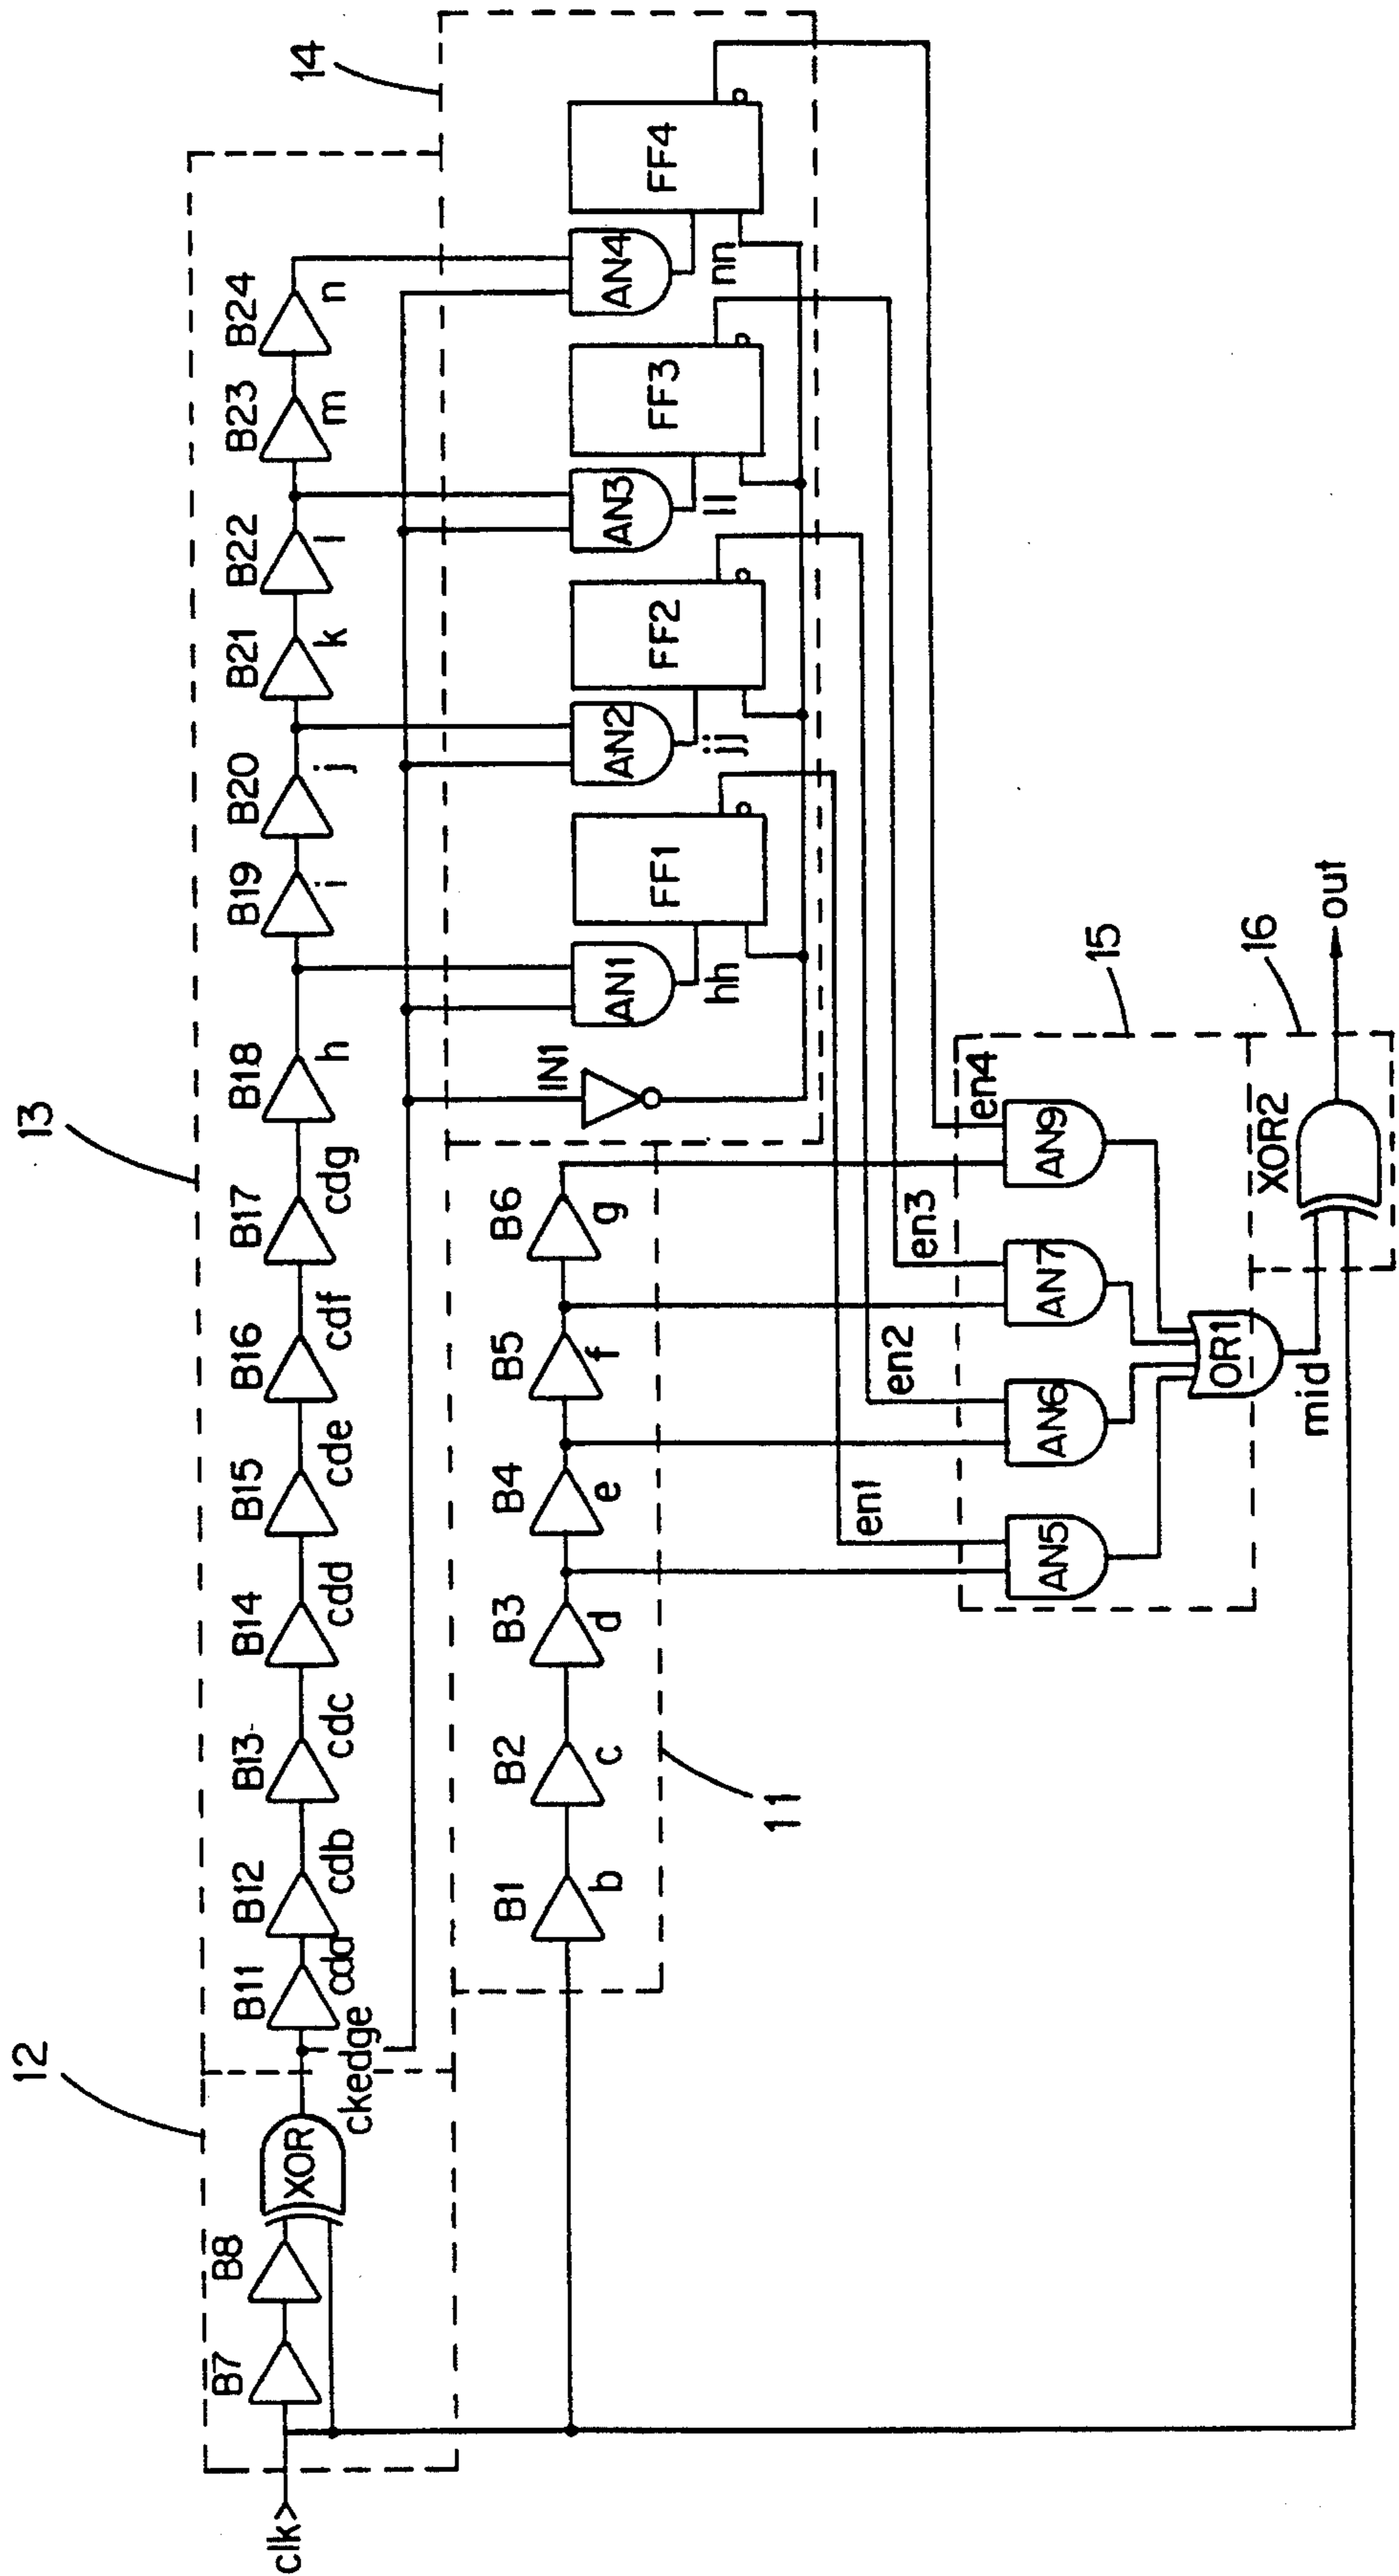 12
13
14
B7
B8
XOR
B11
B12
B13
B14
B15
B16
B17
B18
B19
B20
B21
B22
B23
B24
clk>
ckedge
cda
cdb
cdc
cdd
cde
cdf
cdg
h
i
j
k
l
m
n
B1
B2
B3
B4
B5
B6
b
c
d
e
f
g
11
IN1
AN1
FF1
AN2
FF2
AN3
FF3
AN4
FF4
hh
jj
ll
nn
en1
en2
en3
en4
AN5
AN6
AN7
AN9
15
OR1
mid
XOR2
16
out